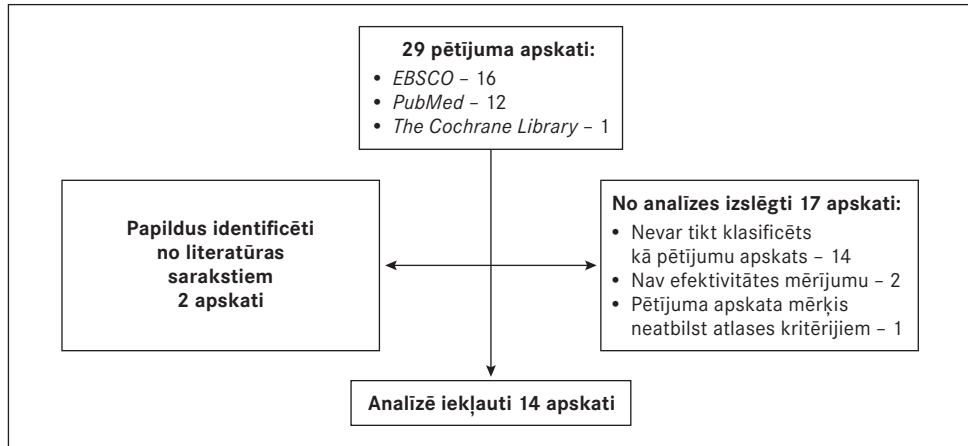 29 pētījuma apskati:
• EBSCO – 16
• PubMed – 12
• The Cochrane Library – 1
Papildus identificēti
no literatūras
sarakstiem
2 apskati
No analīzes izslēgti 17 apskati:
• Nevar tikt klasificēts
kā pētījumu apskats – 14
• Nav efektivitātes mērījumu – 2
• Pētījuma apskata mērķis
neatbilst atlases kritērijiem – 1
Analīzē iekļauti 14 apskati